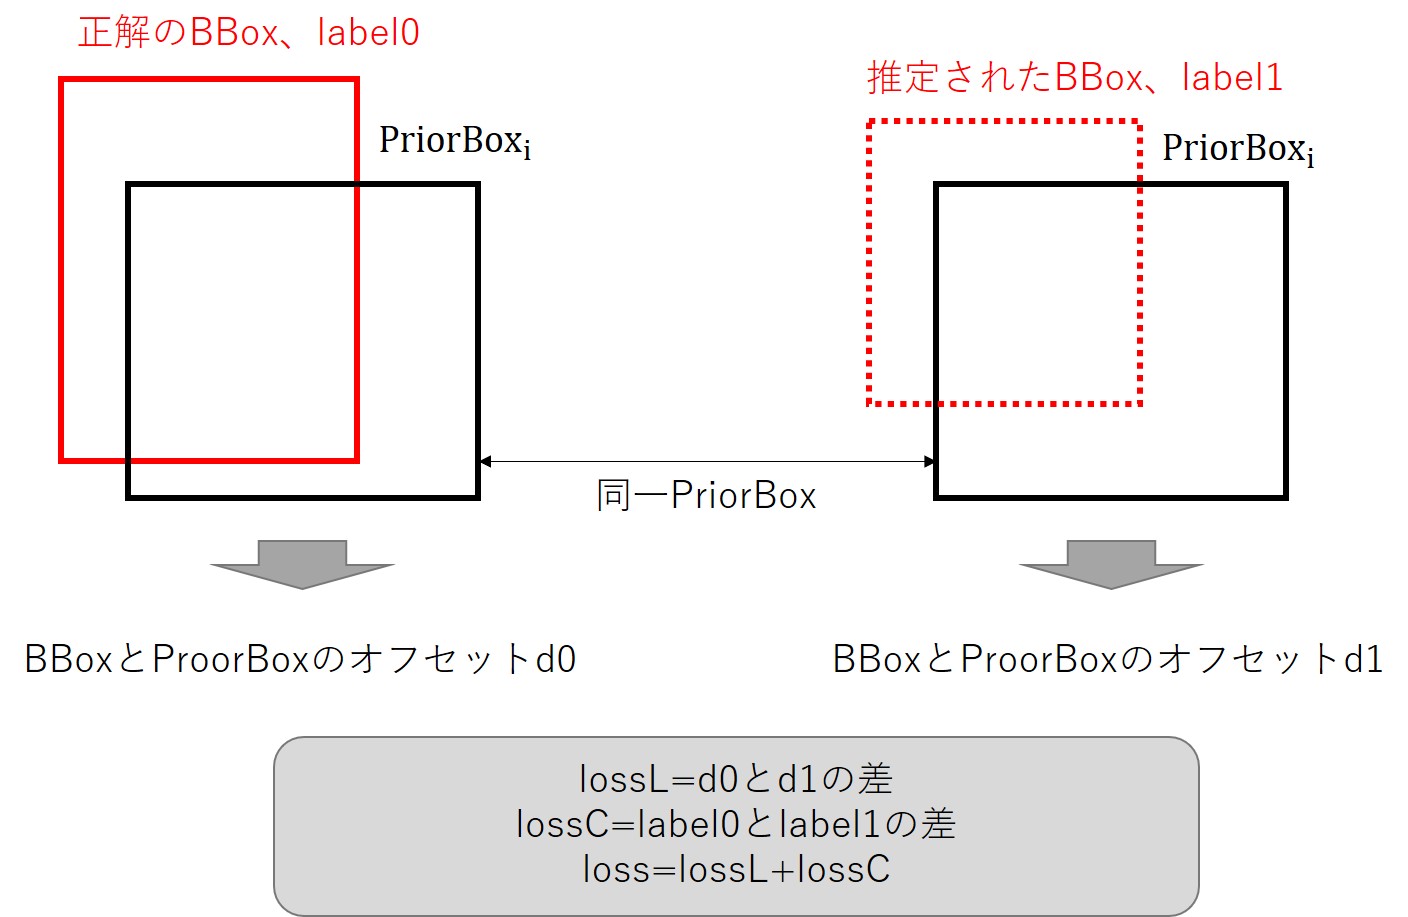 正解のBBox、label0
推定されたBBox、label1
PriorBoxi
PriorBoxi
同一PriorBox
BBoxとProorBoxのオフセットd0
BBoxとProorBoxのオフセットd1
lossL=d0とd1の差
lossC=label0とlabel1の差
loss=lossL+lossC